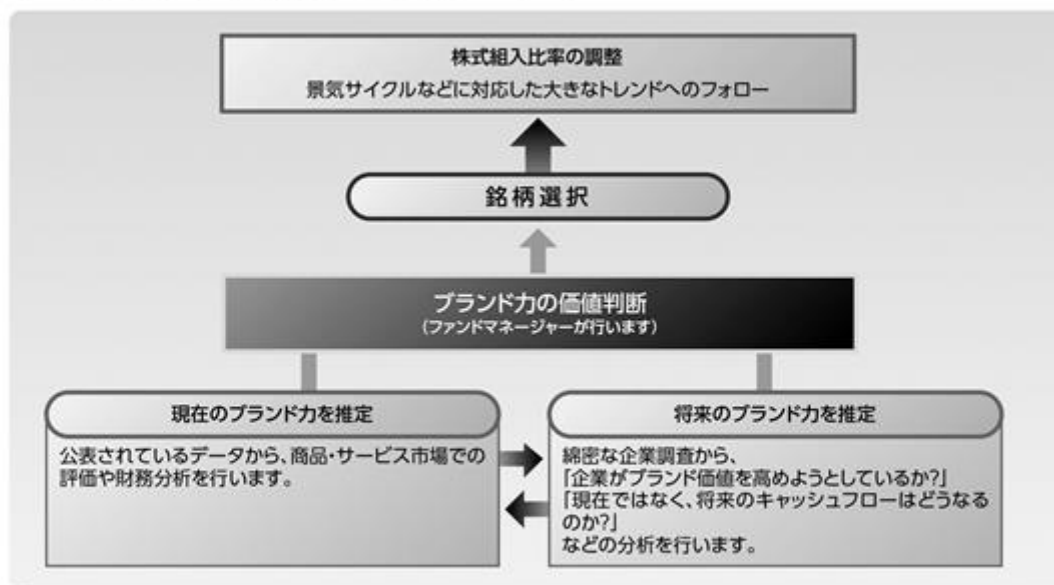 株式組入比率の調整
景気サイクルなどに対応した大きなトレンドへのフォロー
銘柄選択
ブランド力の価値判断
(ファンドマネージャーが行います)
現在のブランド力を推定
公表されているデータから、商品・サービス市場での
評価や財務分析を行います。
将来のブランド力を推定
綿密な企業調査から、
「企業がブランド価値を高めようとしているか?」
「現在ではなく、将来のキャッシュフローはどうなる
のか?」
などの分析を行います。